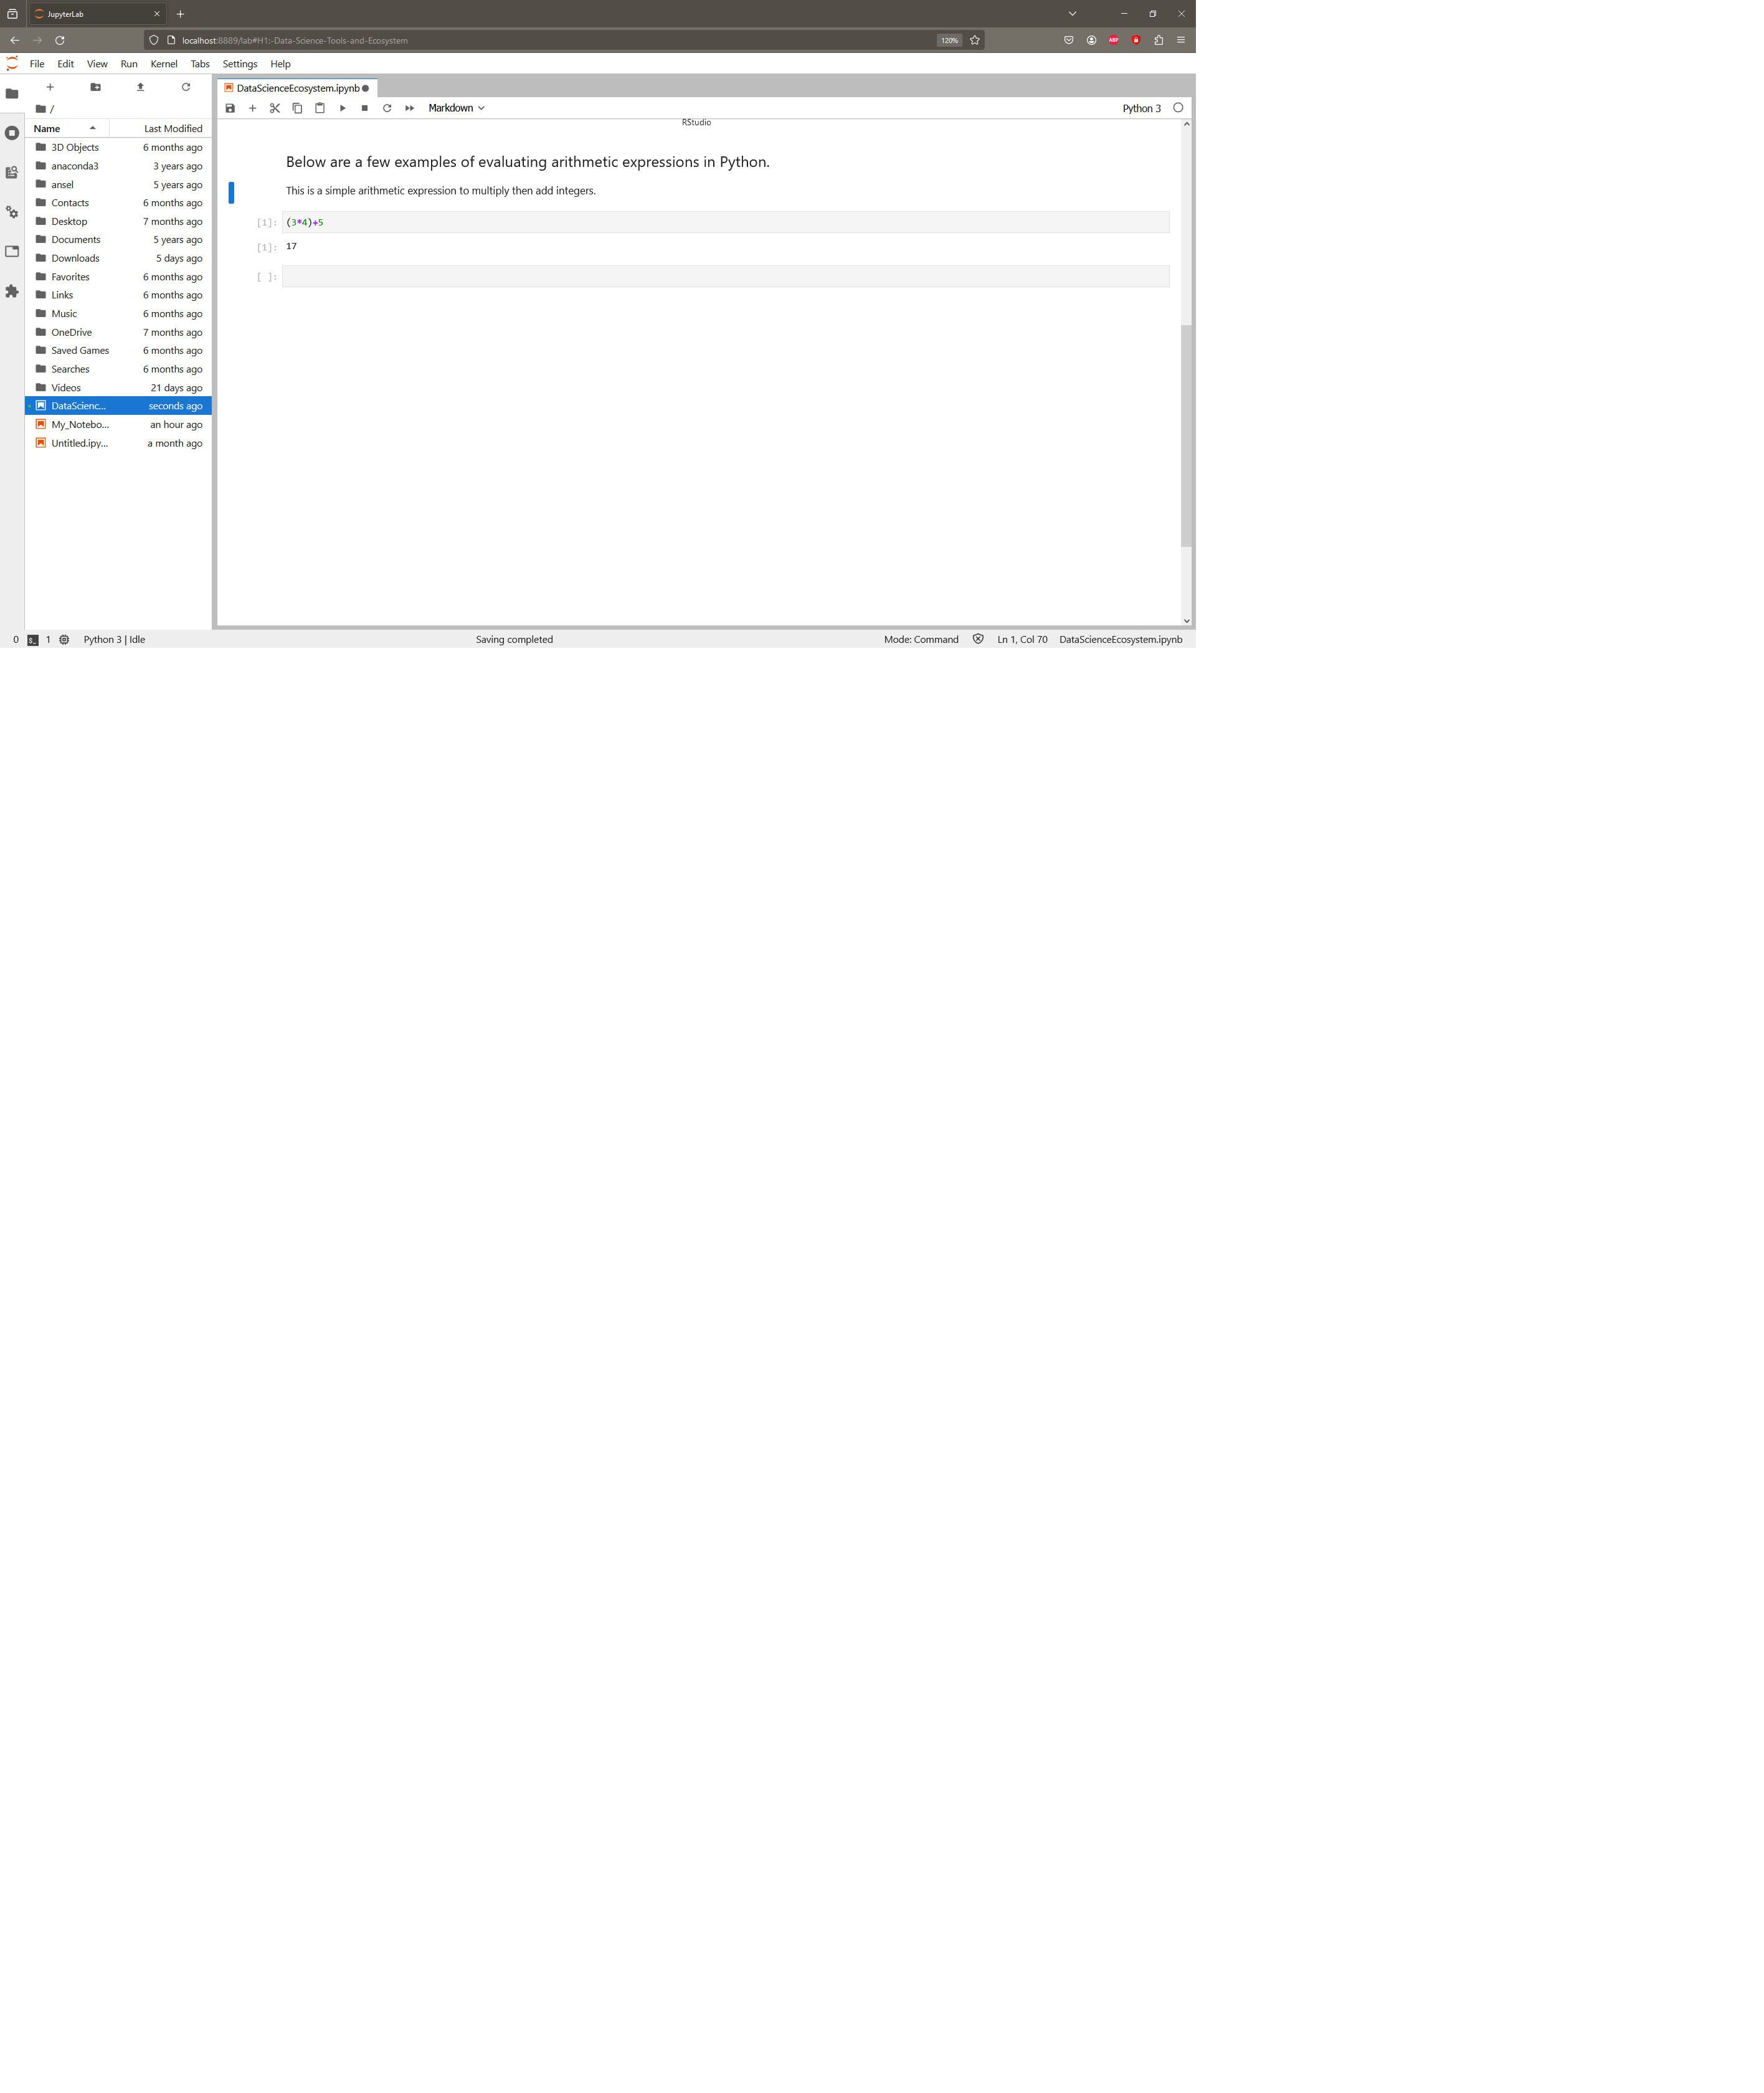 JupyterLab
localhost:8889/lab#H1:-Data-Science-Tools-and-Ecosystem
120%
ABP
File Edit View Run Kernel Tabs Settings Help
DataScienceEcosystem.ipynb
/
Markdown
Python 3
Name Last Modified
3D Objects 6 months ago
anaconda3 3 years ago
ansel 5 years ago
Contacts 6 months ago
Desktop 7 months ago
Documents 5 years ago
Downloads 5 days ago
Favorites 6 months ago
Links 6 months ago
Music 6 months ago
OneDrive 7 months ago
Saved Games 6 months ago
Searches 6 months ago
Videos 21 days ago
DataScienc... seconds ago
My_Notebo... an hour ago
Untitled.ipy... a month ago
RStudio
Below are a few examples of evaluating arithmetic expressions in Python.
This is a simple arithmetic expression to multiply then add integers.
[1]: (3*4)+5
[1]: 17
[ ]:
0 $_ 1 Python 3 | Idle Saving completed Mode: Command Ln 1, Col 70 DataScienceEcosystem.ipynb